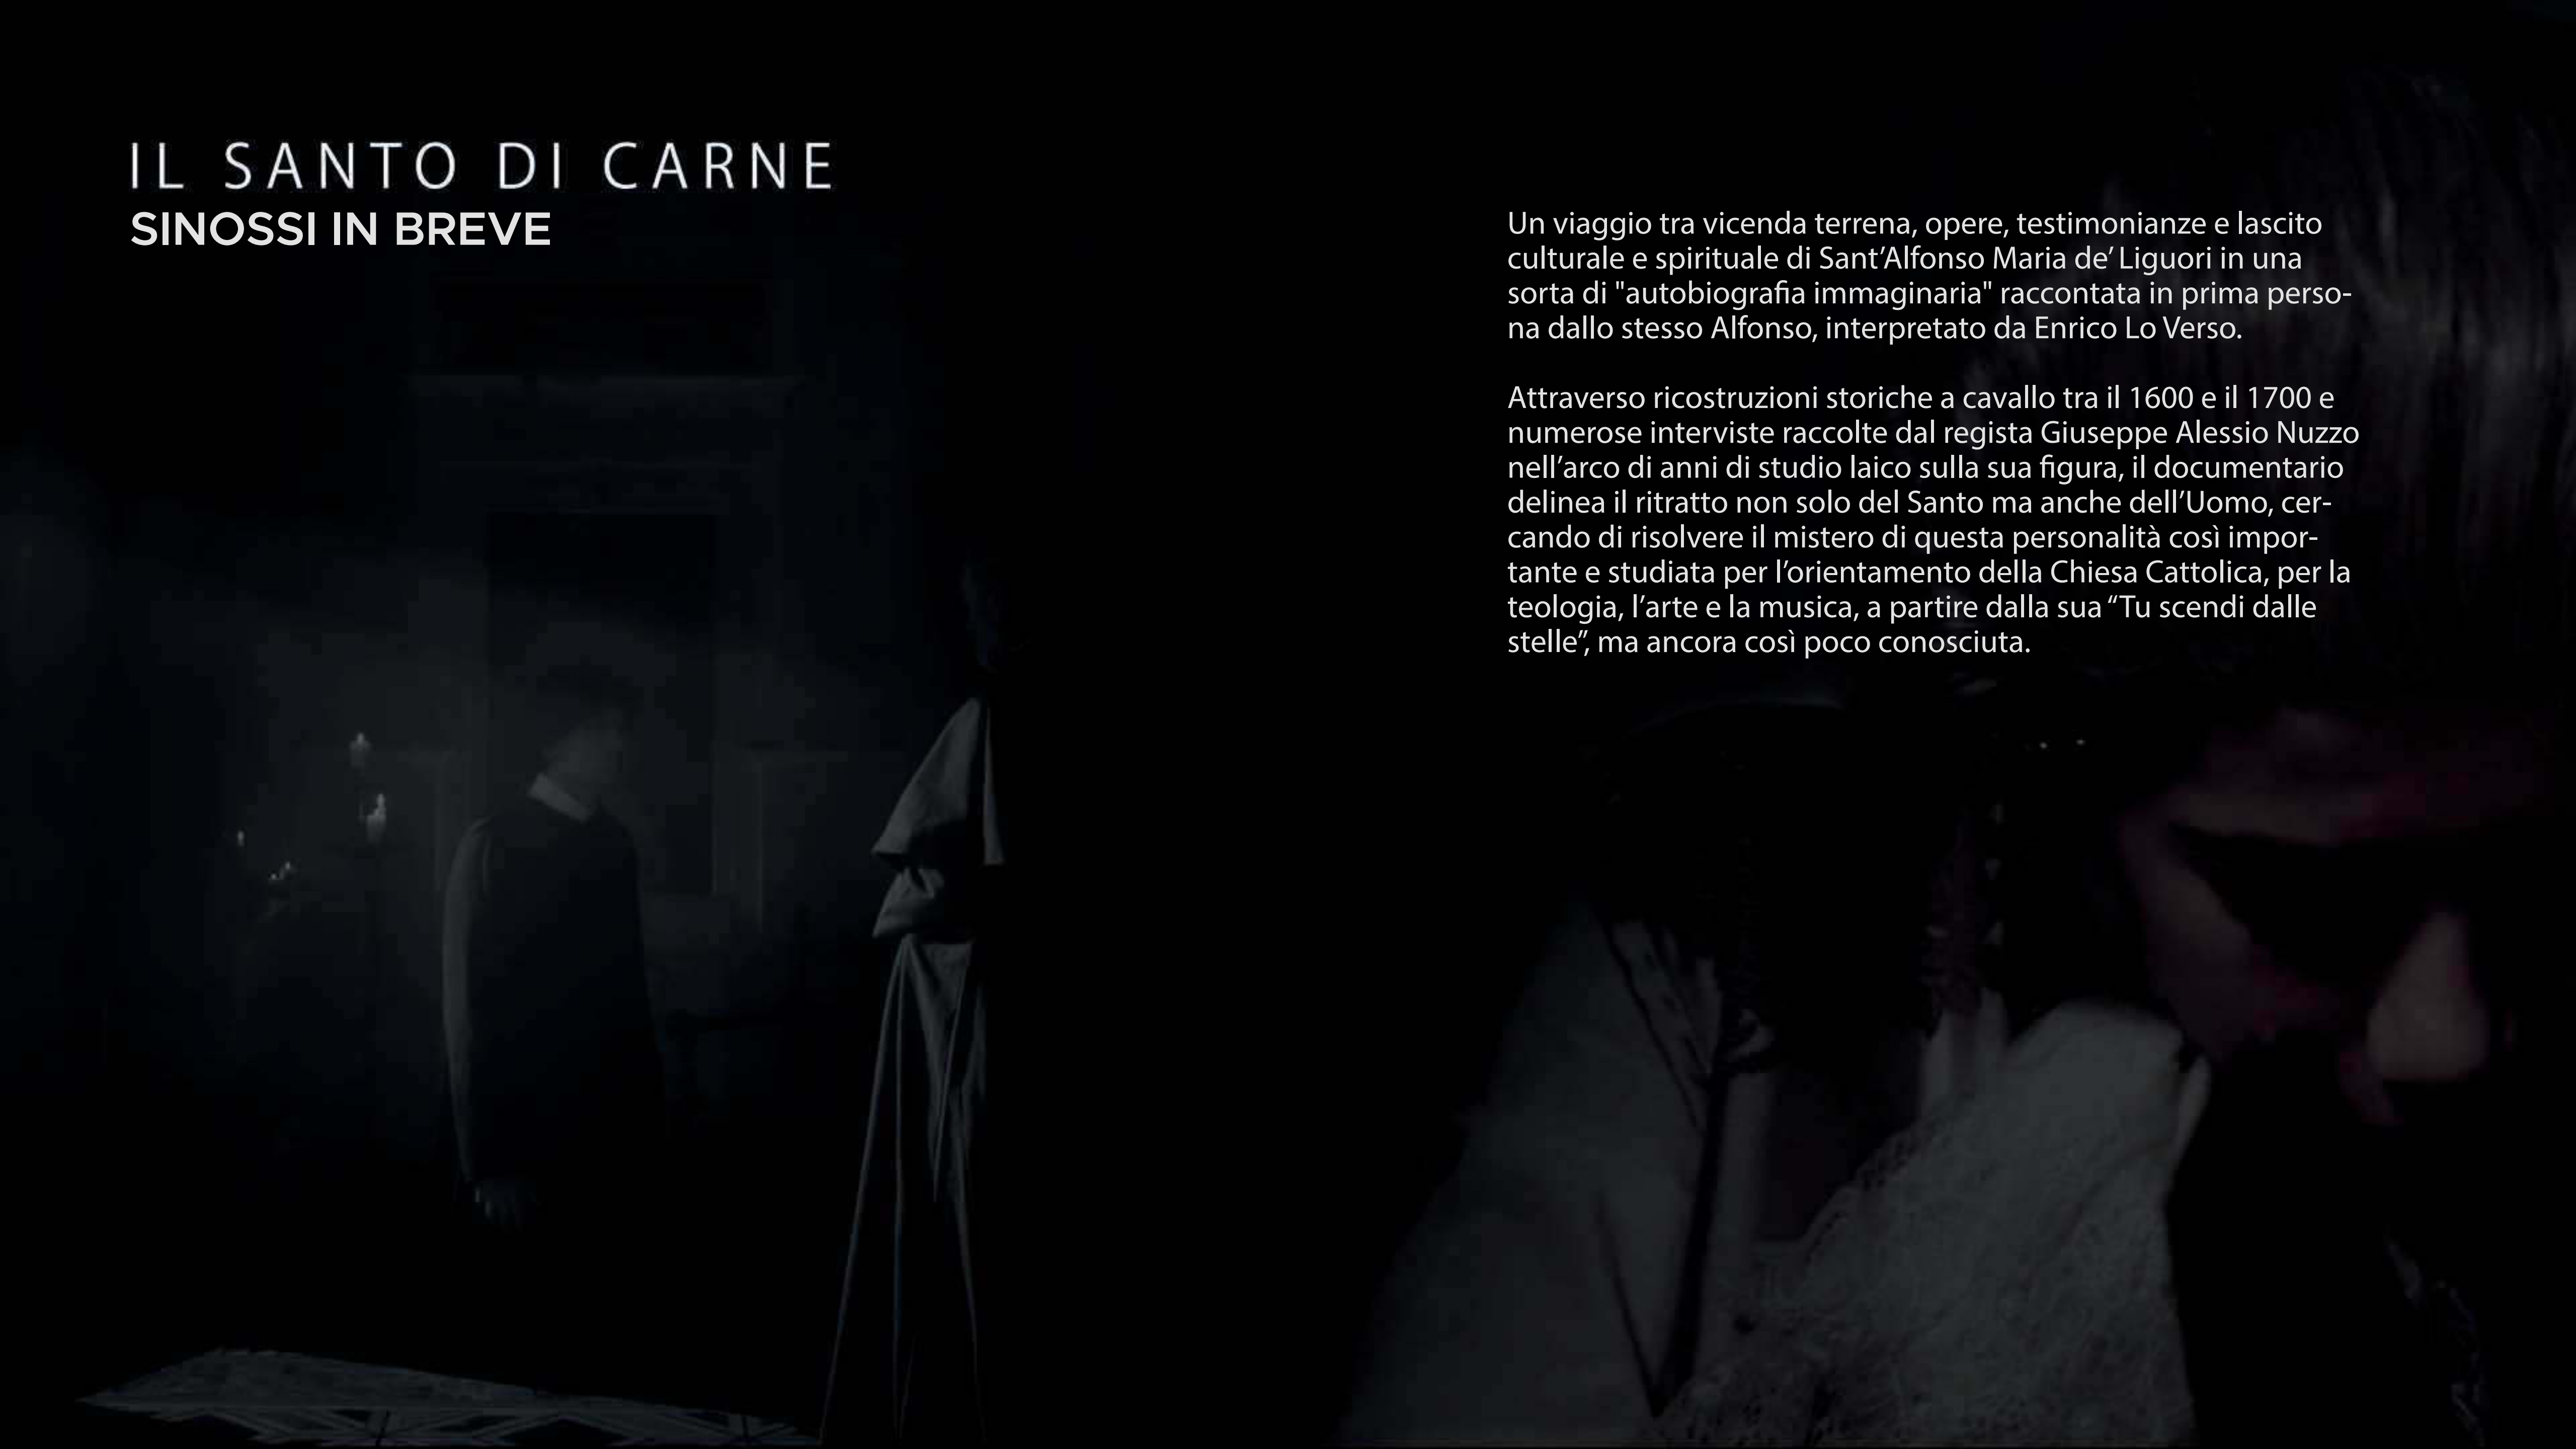 IL SANTO DI CARNE
SINOSSI IN BREVE
Un viaggio tra vicenda terrena, opere, testimonianze e lascito
culturale e spirituale di Sant’Alfonso Maria de’ Liguori in una
sorta di "autobiografia immaginaria" raccontata in prima perso-
na dallo stesso Alfonso, interpretato da Enrico Lo Verso.
Attraverso ricostruzioni storiche a cavallo tra il 1600 e il 1700 e
numerose interviste raccolte dal regista Giuseppe Alessio Nuzzo
nell’arco di anni di studio laico sulla sua figura, il documentario
delinea il ritratto non solo del Santo ma anche dell’Uomo, cer-
cando di risolvere il mistero di questa personalità così impor-
tante e studiata per l’orientamento della Chiesa Cattolica, per la
teologia, l’arte e la musica, a partire dalla sua “Tu scendi dalle
stelle”, ma ancora così poco conosciuta.